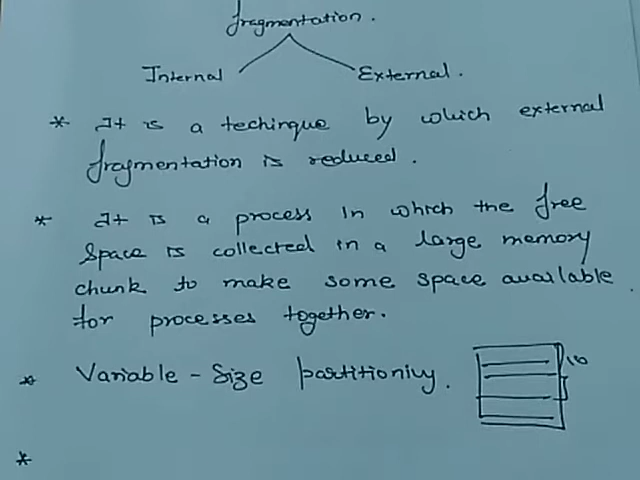 fragmentation.
Internal External.
* It is a techinque by which external
fragmentation is reduced.
* It is a process in which the free
Space is collected in a large memory
chunk to make some space available
for processes together.
* Variable - Size partitioning.
*